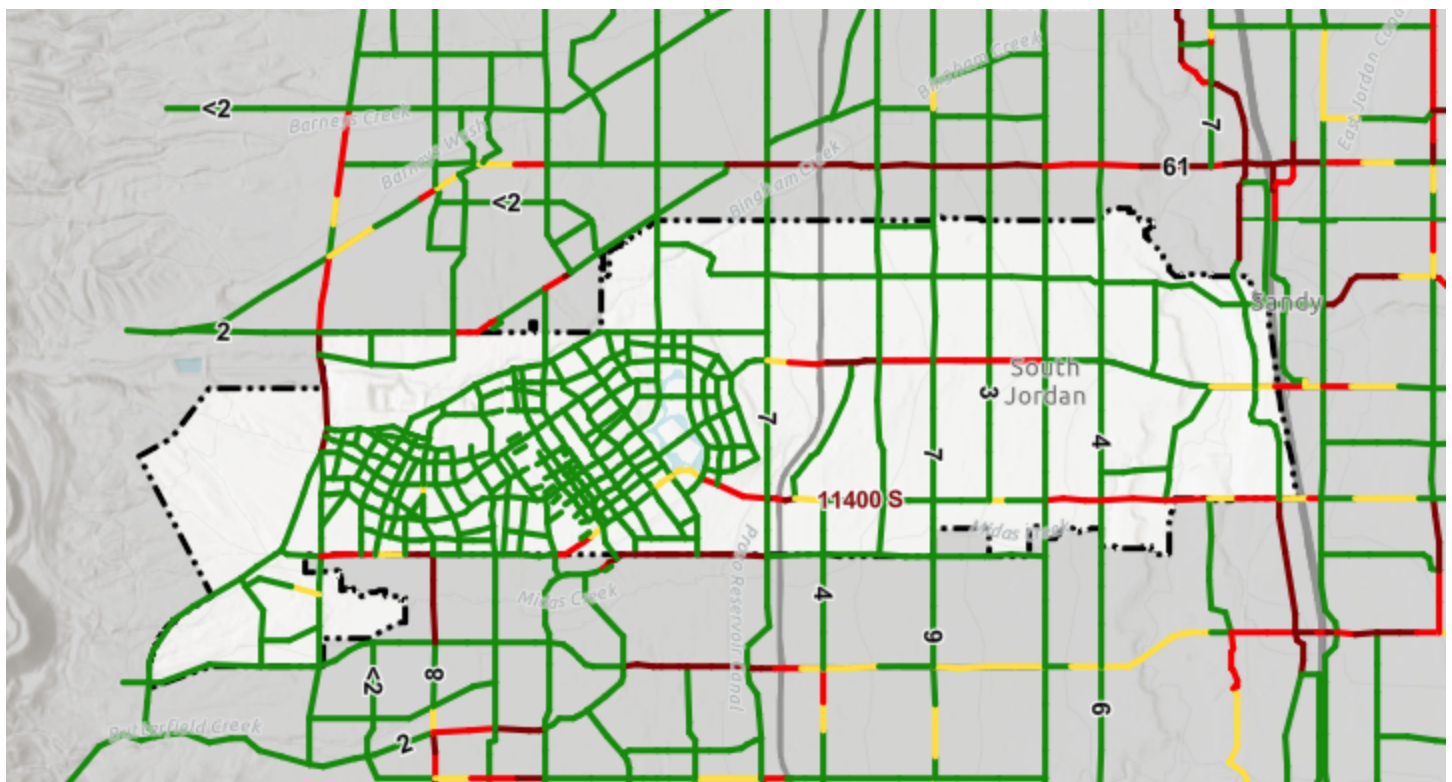 <2
Barneys Creek
Barneys Wash
Bingham Creek
7
East Jordan Cana
61
<2
Bingham Creek
2
Sandy
South
Jordan
3
7
7
4
11400 S
Midas Creek
Provo Reservoir Canal
Midas Creek
4
9
<2
8
6
Butterfield Creek
2